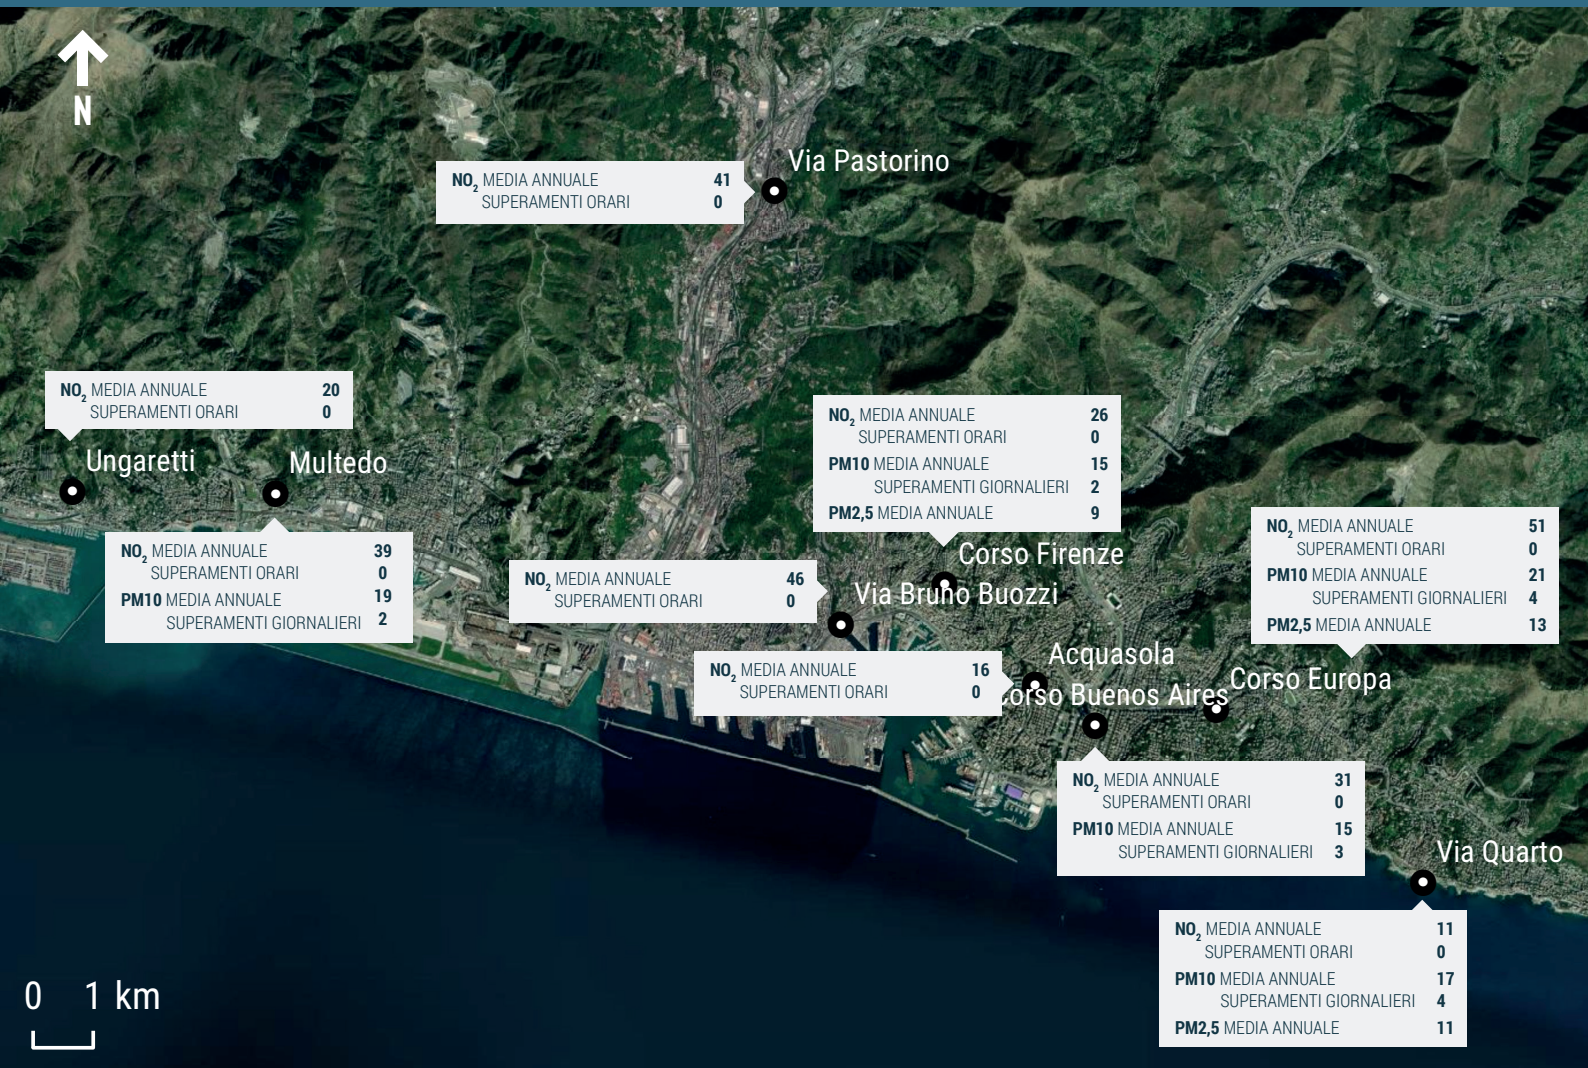 N
Via Pastorino
NO2 MEDIA ANNUALE 41
SUPERAMENTI ORARI 0
NO2 MEDIA ANNUALE 20
SUPERAMENTI ORARI 0
Ungaretti
Multedo
NO2 MEDIA ANNUALE 39
SUPERAMENTI ORARI 0
PM10 MEDIA ANNUALE 19
SUPERAMENTI GIORNALIERI 2
NO2 MEDIA ANNUALE 26
SUPERAMENTI ORARI 0
PM10 MEDIA ANNUALE 15
SUPERAMENTI GIORNALIERI 2
PM2,5 MEDIA ANNUALE 9
Corso Firenze
NO2 MEDIA ANNUALE 46
SUPERAMENTI ORARI 0
Via Bruno Buozzi
NO2 MEDIA ANNUALE 51
SUPERAMENTI ORARI 0
PM10 MEDIA ANNUALE 21
SUPERAMENTI GIORNALIERI 4
PM2,5 MEDIA ANNUALE 13
Corso Europa
Acquasola
NO2 MEDIA ANNUALE 16
SUPERAMENTI ORARI 0
Corso Buenos Aires
NO2 MEDIA ANNUALE 31
SUPERAMENTI ORARI 0
PM10 MEDIA ANNUALE 15
SUPERAMENTI GIORNALIERI 3
Via Quarto
NO2 MEDIA ANNUALE 11
SUPERAMENTI ORARI 0
PM10 MEDIA ANNUALE 17
SUPERAMENTI GIORNALIERI 4
PM2,5 MEDIA ANNUALE 11
0 1 km